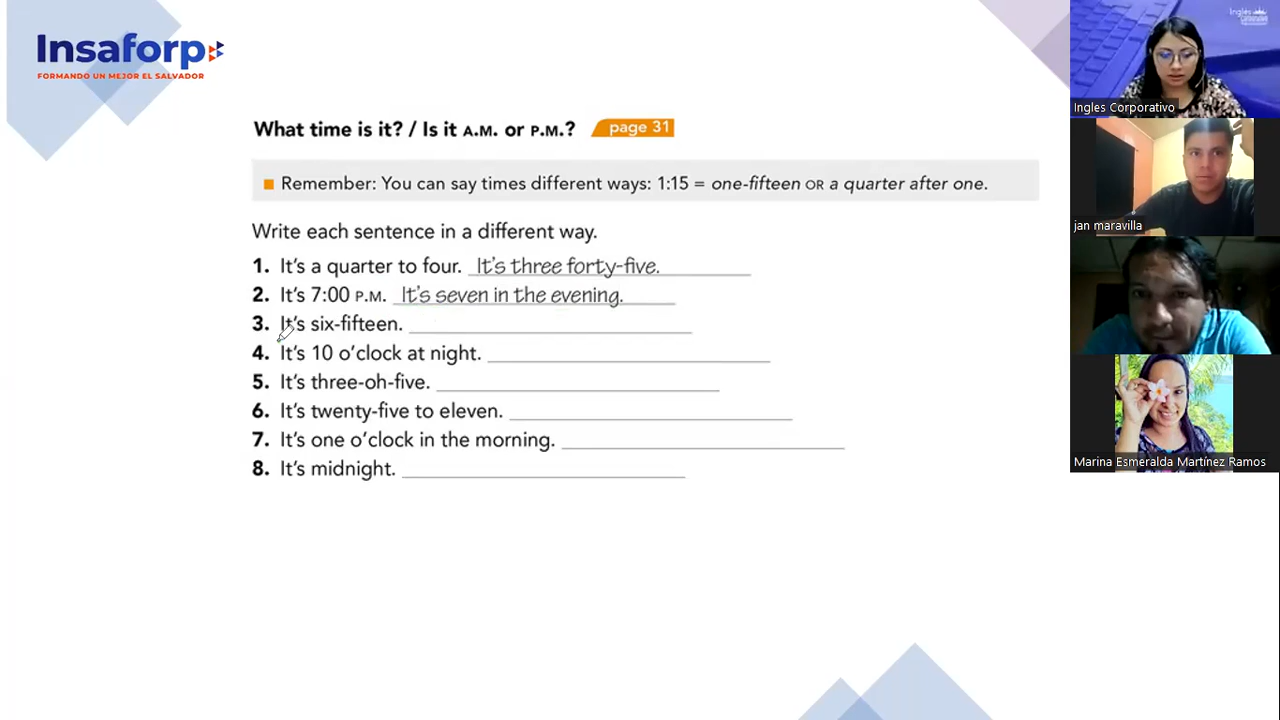 Insaforp
FORMANDO UN MEJOR EL SALVADOR
What time is it? / Is it A.M. or P.M.? page 31
Remember: You can say times different ways: 1:15 = one-fifteen OR a quarter after one.
Write each sentence in a different way.
1. It's a quarter to four. It's three forty-five.
2. It's 7:00 P.M. It's seven in the evening.
3. It's six-fifteen.
4. It's 10 o'clock at night.
5. It's three-oh-five.
6. It's twenty-five to eleven.
7. It's one o'clock in the morning.
8. It's midnight.
Ingles Corporativo
jan maravilla
Marina Esmeralda Martínez Ramos